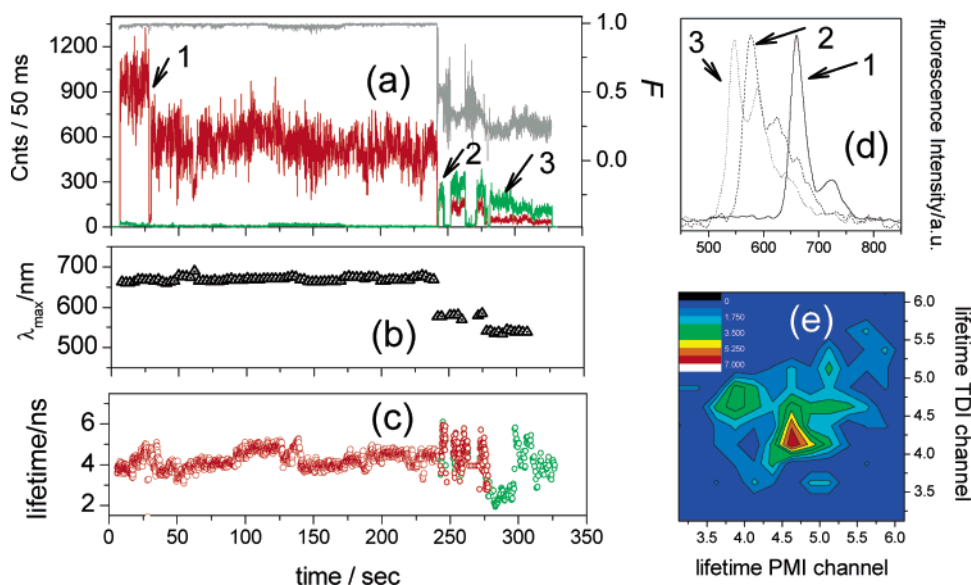 Cnts / 50 ms
1300
900
600
300
0
1
(a)
2
3
1.0
0.5
0.0
F
λmax/nm
700
600
500
(b)
lifetime/ns
6
4
2
(c)
0 50 100 150 200 250 300 350
time / sec
3
2
1
(d)
fluorescence Intensity/a.u.
500 600 700 800
0
1.750
3.500
5.250
7.000
(e)
6.0
5.5
5.0
4.5
4.0
3.5
lifetime TDI channel
3.5 4.0 4.5 5.0 5.5 6.0
lifetime PMI channel